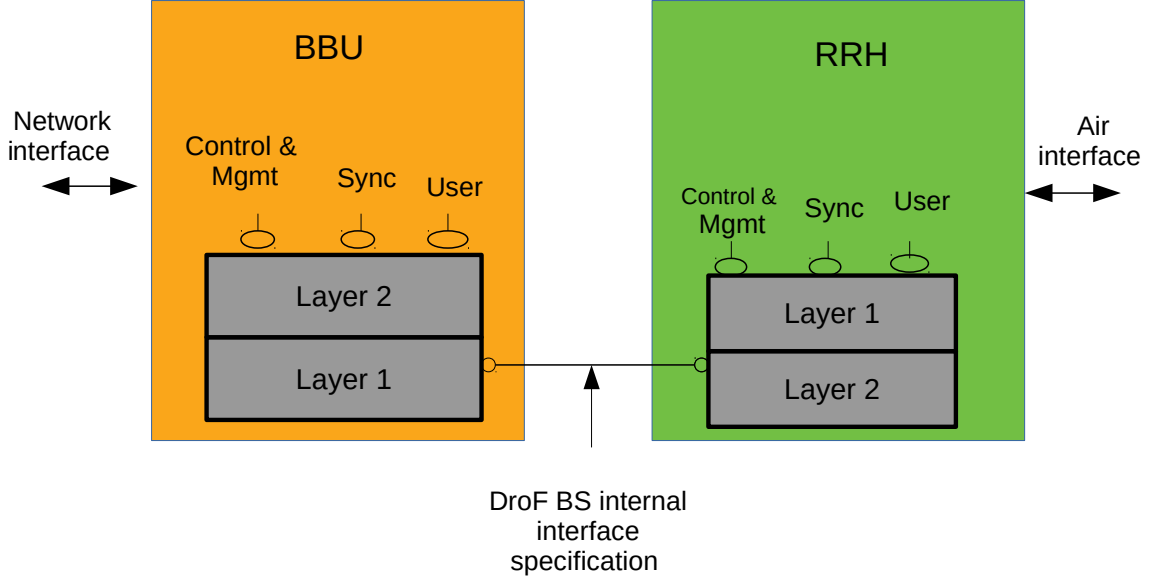 BBU
RRH
Network
interface
Air
interface
Control &
Mgmt
Sync
User
Control &
Mgmt
Sync
User
Layer 2
Layer 1
Layer 1
Layer 2
DroF BS internal
interface
specification